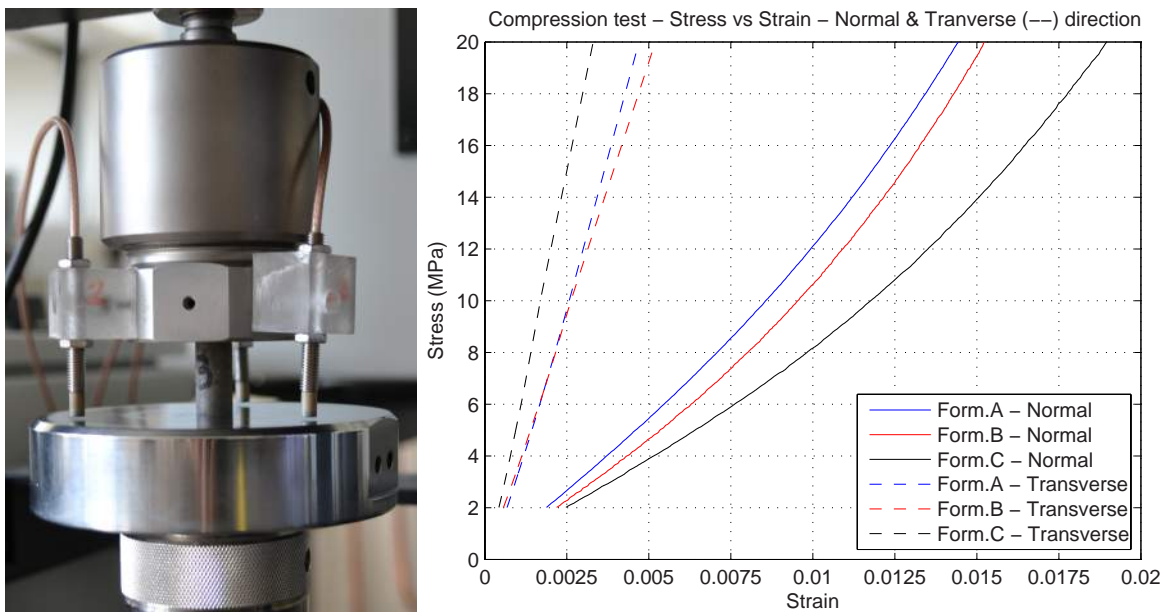 Compression test – Stress vs Strain – Normal & Tranverse (––) direction
20
18
16
14
12
10
8
6
4
2
0
Stress (MPa)
0 0.0025 0.005 0.0075 0.01 0.0125 0.015 0.0175 0.02
Strain
Form.A – Normal
Form.B – Normal
Form.C – Normal
Form.A – Transverse
Form.B – Transverse
Form.C – Transverse
2